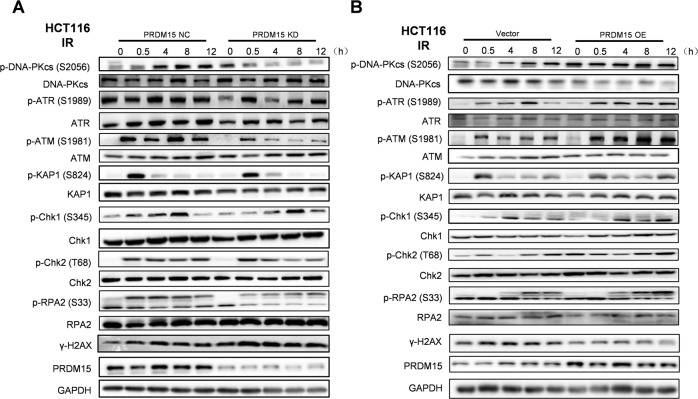 A
HCT116
IR
PRDM15 NC PRDM15 KD
0 0.5 4 8 12 0 0.5 4 8 12 (h)
p-DNA-PKcs (S2056)
DNA-PKcs
p-ATR (S1989)
ATR
p-ATM (S1981)
ATM
p-KAP1 (S824)
KAP1
p-Chk1 (S345)
Chk1
p-Chk2 (T68)
Chk2
p-RPA2 (S33)
RPA2
γ-H2AX
PRDM15
GAPDH
B
HCT116
IR
Vector PRDM15 OE
0 0.5 4 8 12 0 0.5 4 8 12 (h)
p-DNA-PKcs (S2056)
DNA-PKcs
p-ATR (S1989)
ATR
p-ATM (S1981)
ATM
p-KAP1 (S824)
KAP1
p-Chk1 (S345)
Chk1
p-Chk2 (T68)
Chk2
p-RPA2 (S33)
RPA2
γ-H2AX
PRDM15
GAPDH